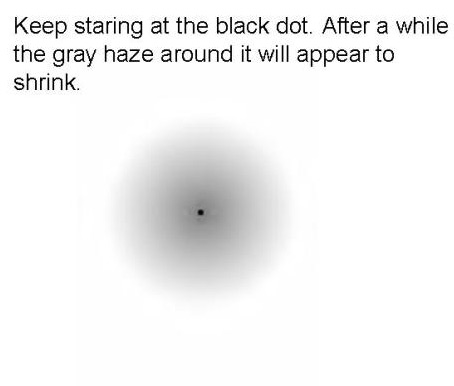 Keep staring at the black dot. After a while
the gray haze around it will appear to
shrink.